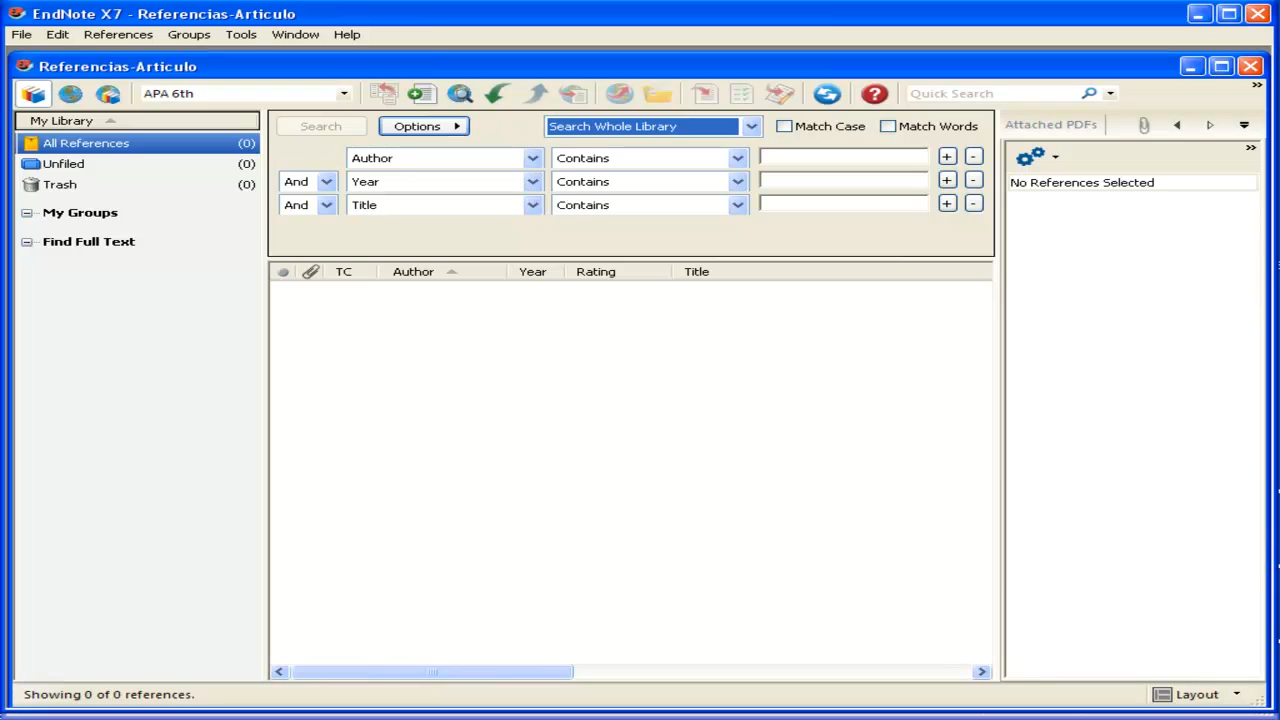 EndNote X7 - Referencias-Articulo
File Edit References Groups Tools Window Help
Referencias-Articulo
APA 6th
Quick Search
My Library
All References (0)
Unfiled (0)
Trash (0)
My Groups
Find Full Text
Search Options Search Whole Library Match Case Match Words
Author Contains + -
And Year Contains + -
And Title Contains + -
TC Author Year Rating Title
Attached PDFs
No References Selected
Showing 0 of 0 references.
Layout